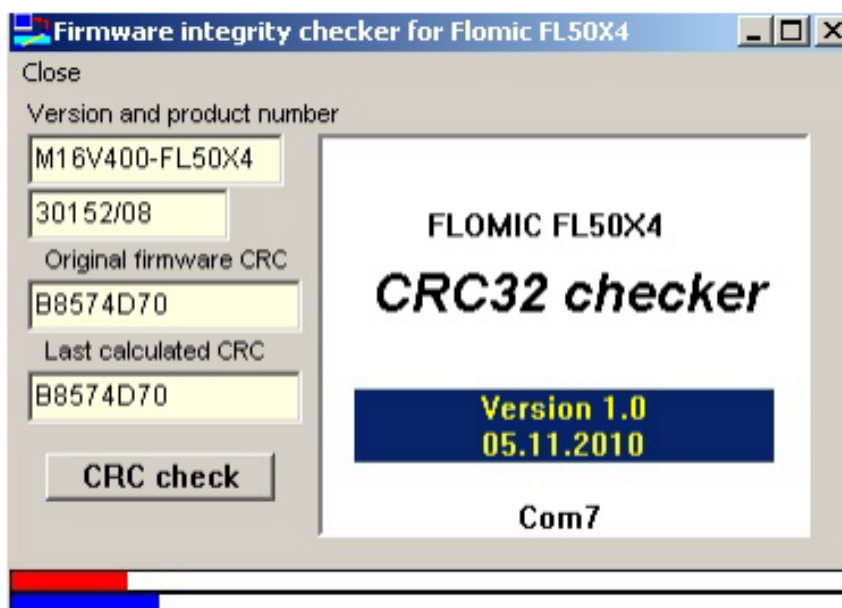 Firmware integrity checker for Flomic FL50X4
Close
Version and product number
M16V400-FL50X4
30152/08
Original firmware CRC
B8574D70
Last calculated CRC
B8574D70
CRC check
FLOMIC FL50X4
CRC32 checker
Version 1.0
05.11.2010
Com7